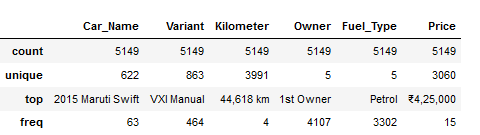 Car_Name Variant Kilometer Owner Fuel_Type Price
count 5149 5149 5149 5149 5149 5149
unique 622 863 3991 5 5 3060
top 2015 Maruti Swift VXI Manual 44,618 km 1st Owner Petrol ₹4,25,000
freq 63 464 4 4107 3302 15